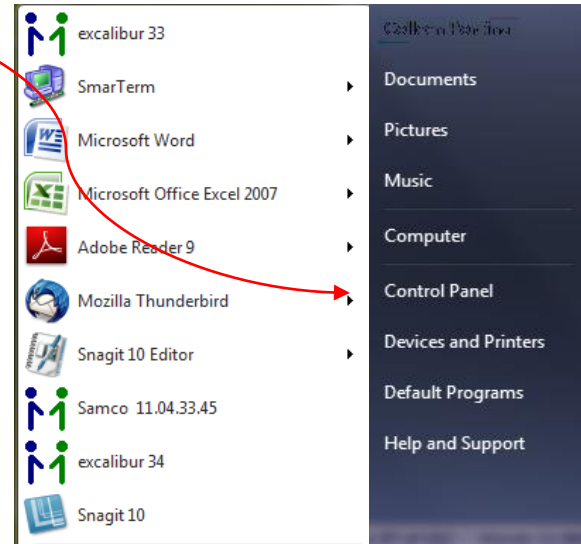 excalibur 33
SmarTerm
Microsoft Word
Microsoft Office Excel 2007
Adobe Reader 9
Mozilla Thunderbird
Snagit 10 Editor
Samco 11.04.33.45
excalibur 34
Snagit 10
Documents
Pictures
Music
Computer
Control Panel
Devices and Printers
Default Programs
Help and Support